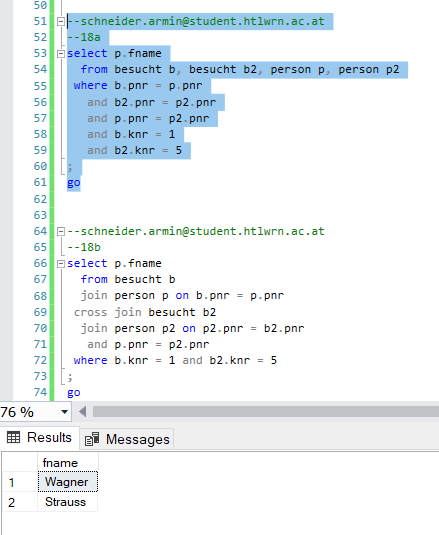 50
51 --schneider.armin@student.htlwrn.ac.at
52 --18a
53 select p.fname
54 from besucht b, besucht b2, person p, person p2
55 where b.pnr = p.pnr
56 and b2.pnr = p2.pnr
57 and p.pnr = p2.pnr
58 and b.knr = 1
59 and b2.knr = 5
60 ;
61 go
62
63
64 --schneider.armin@student.htlwrn.ac.at
65 --18b
66 select p.fname
67 from besucht b
68 join person p on b.pnr = p.pnr
69 cross join besucht b2
70 join person p2 on p2.pnr = b2.pnr
71 and p.pnr = p2.pnr
72 where b.knr = 1 and b2.knr = 5
73 ;
74 go
76 %
Results Messages
fname
1 Wagner
2 Strauss